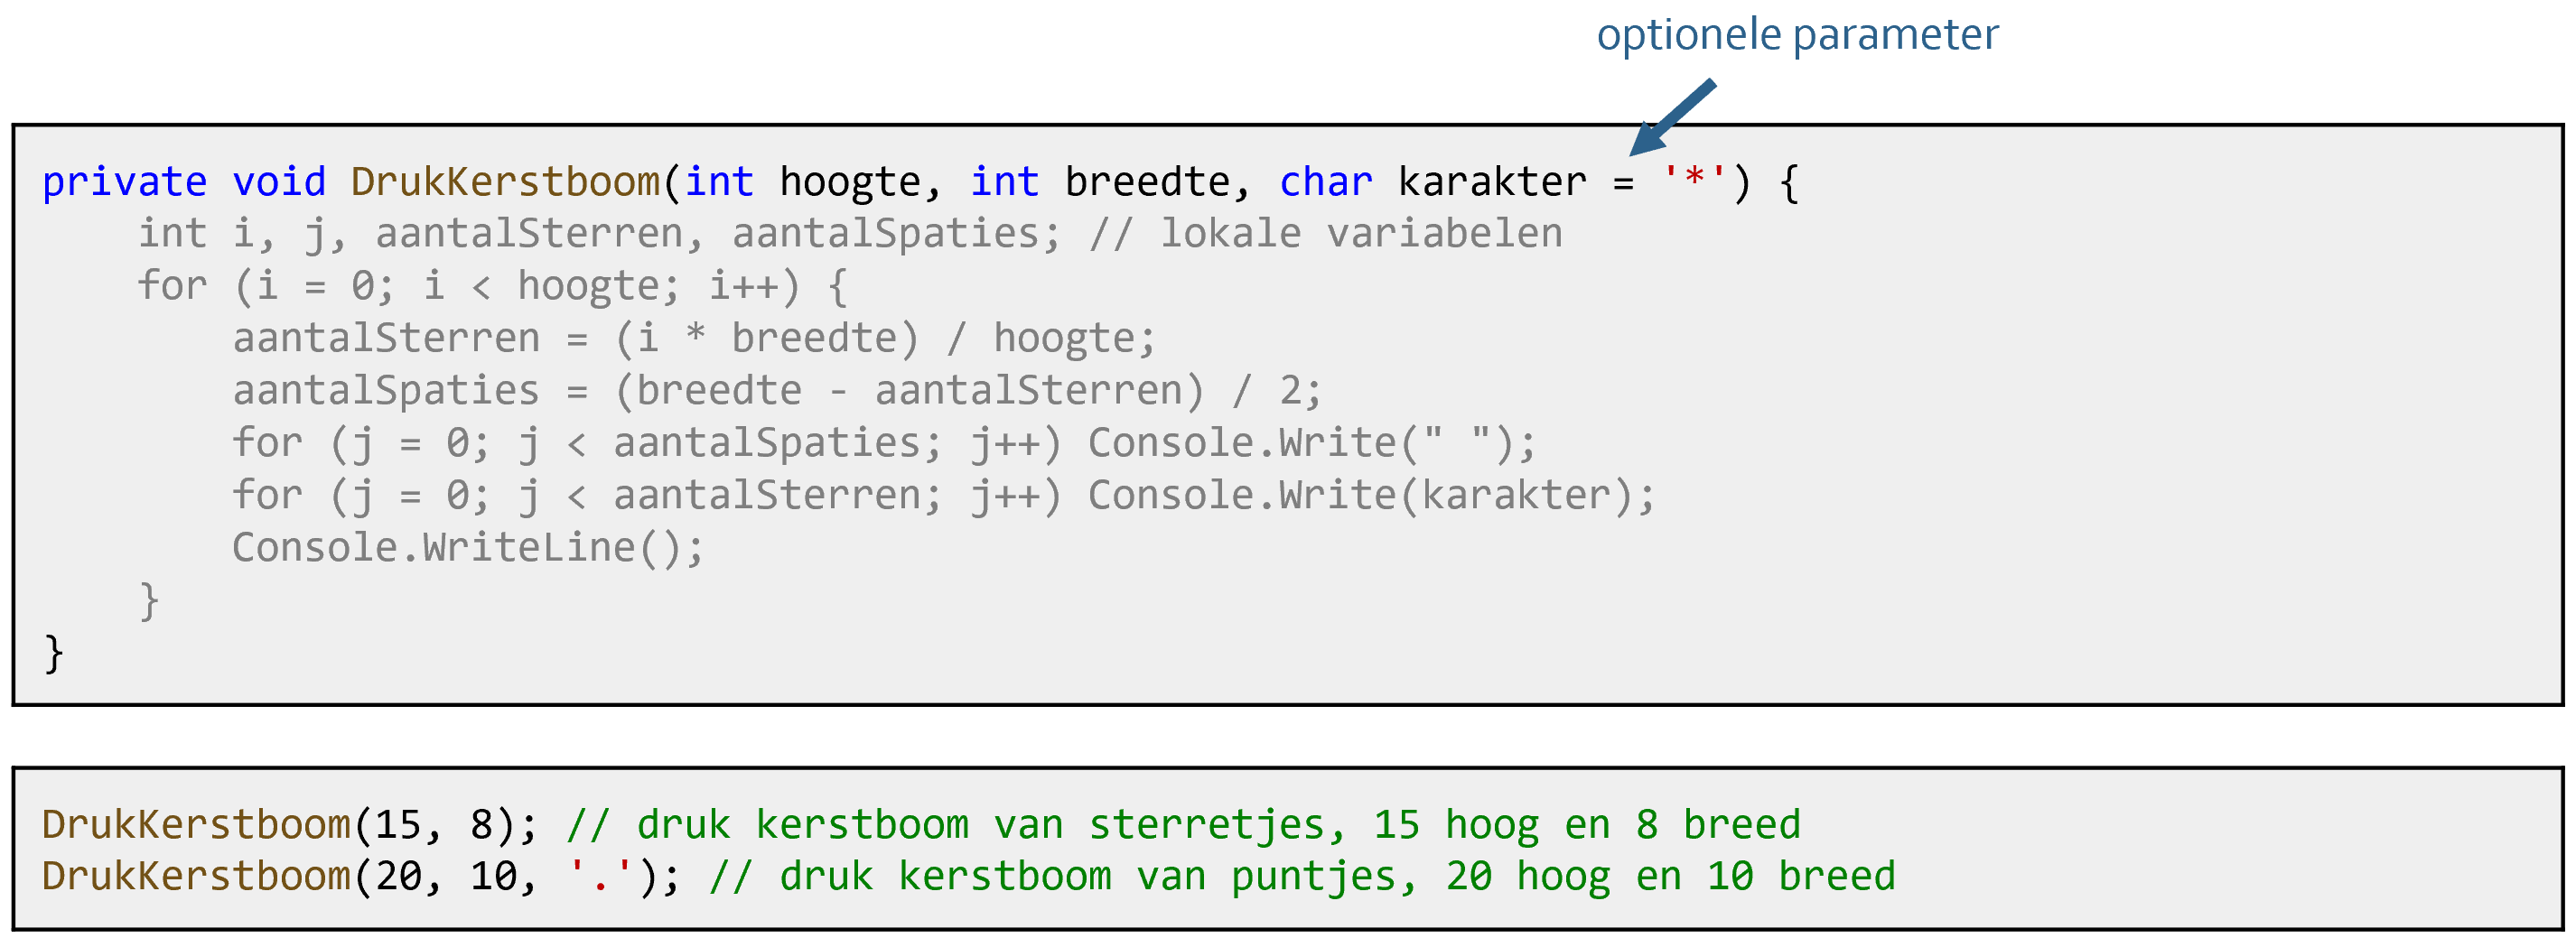 optionele parameter
private void DrukKerstboom(int hoogte, int breedte, char karakter = '*') {
    int i, j, aantalSterren, aantalSpaties; // lokale variabelen
    for (i = 0; i < hoogte; i++) {
        aantalSterren = (i * breedte) / hoogte;
        aantalSpaties = (breedte - aantalSterren) / 2;
        for (j = 0; j < aantalSpaties; j++) Console.Write(" ");
        for (j = 0; j < aantalSterren; j++) Console.Write(karakter);
        Console.WriteLine();
    }
}
DrukKerstboom(15, 8); // druk kerstboom van sterretjes, 15 hoog en 8 breed
DrukKerstboom(20, 10, '.'); // druk kerstboom van puntjes, 20 hoog en 10 breed